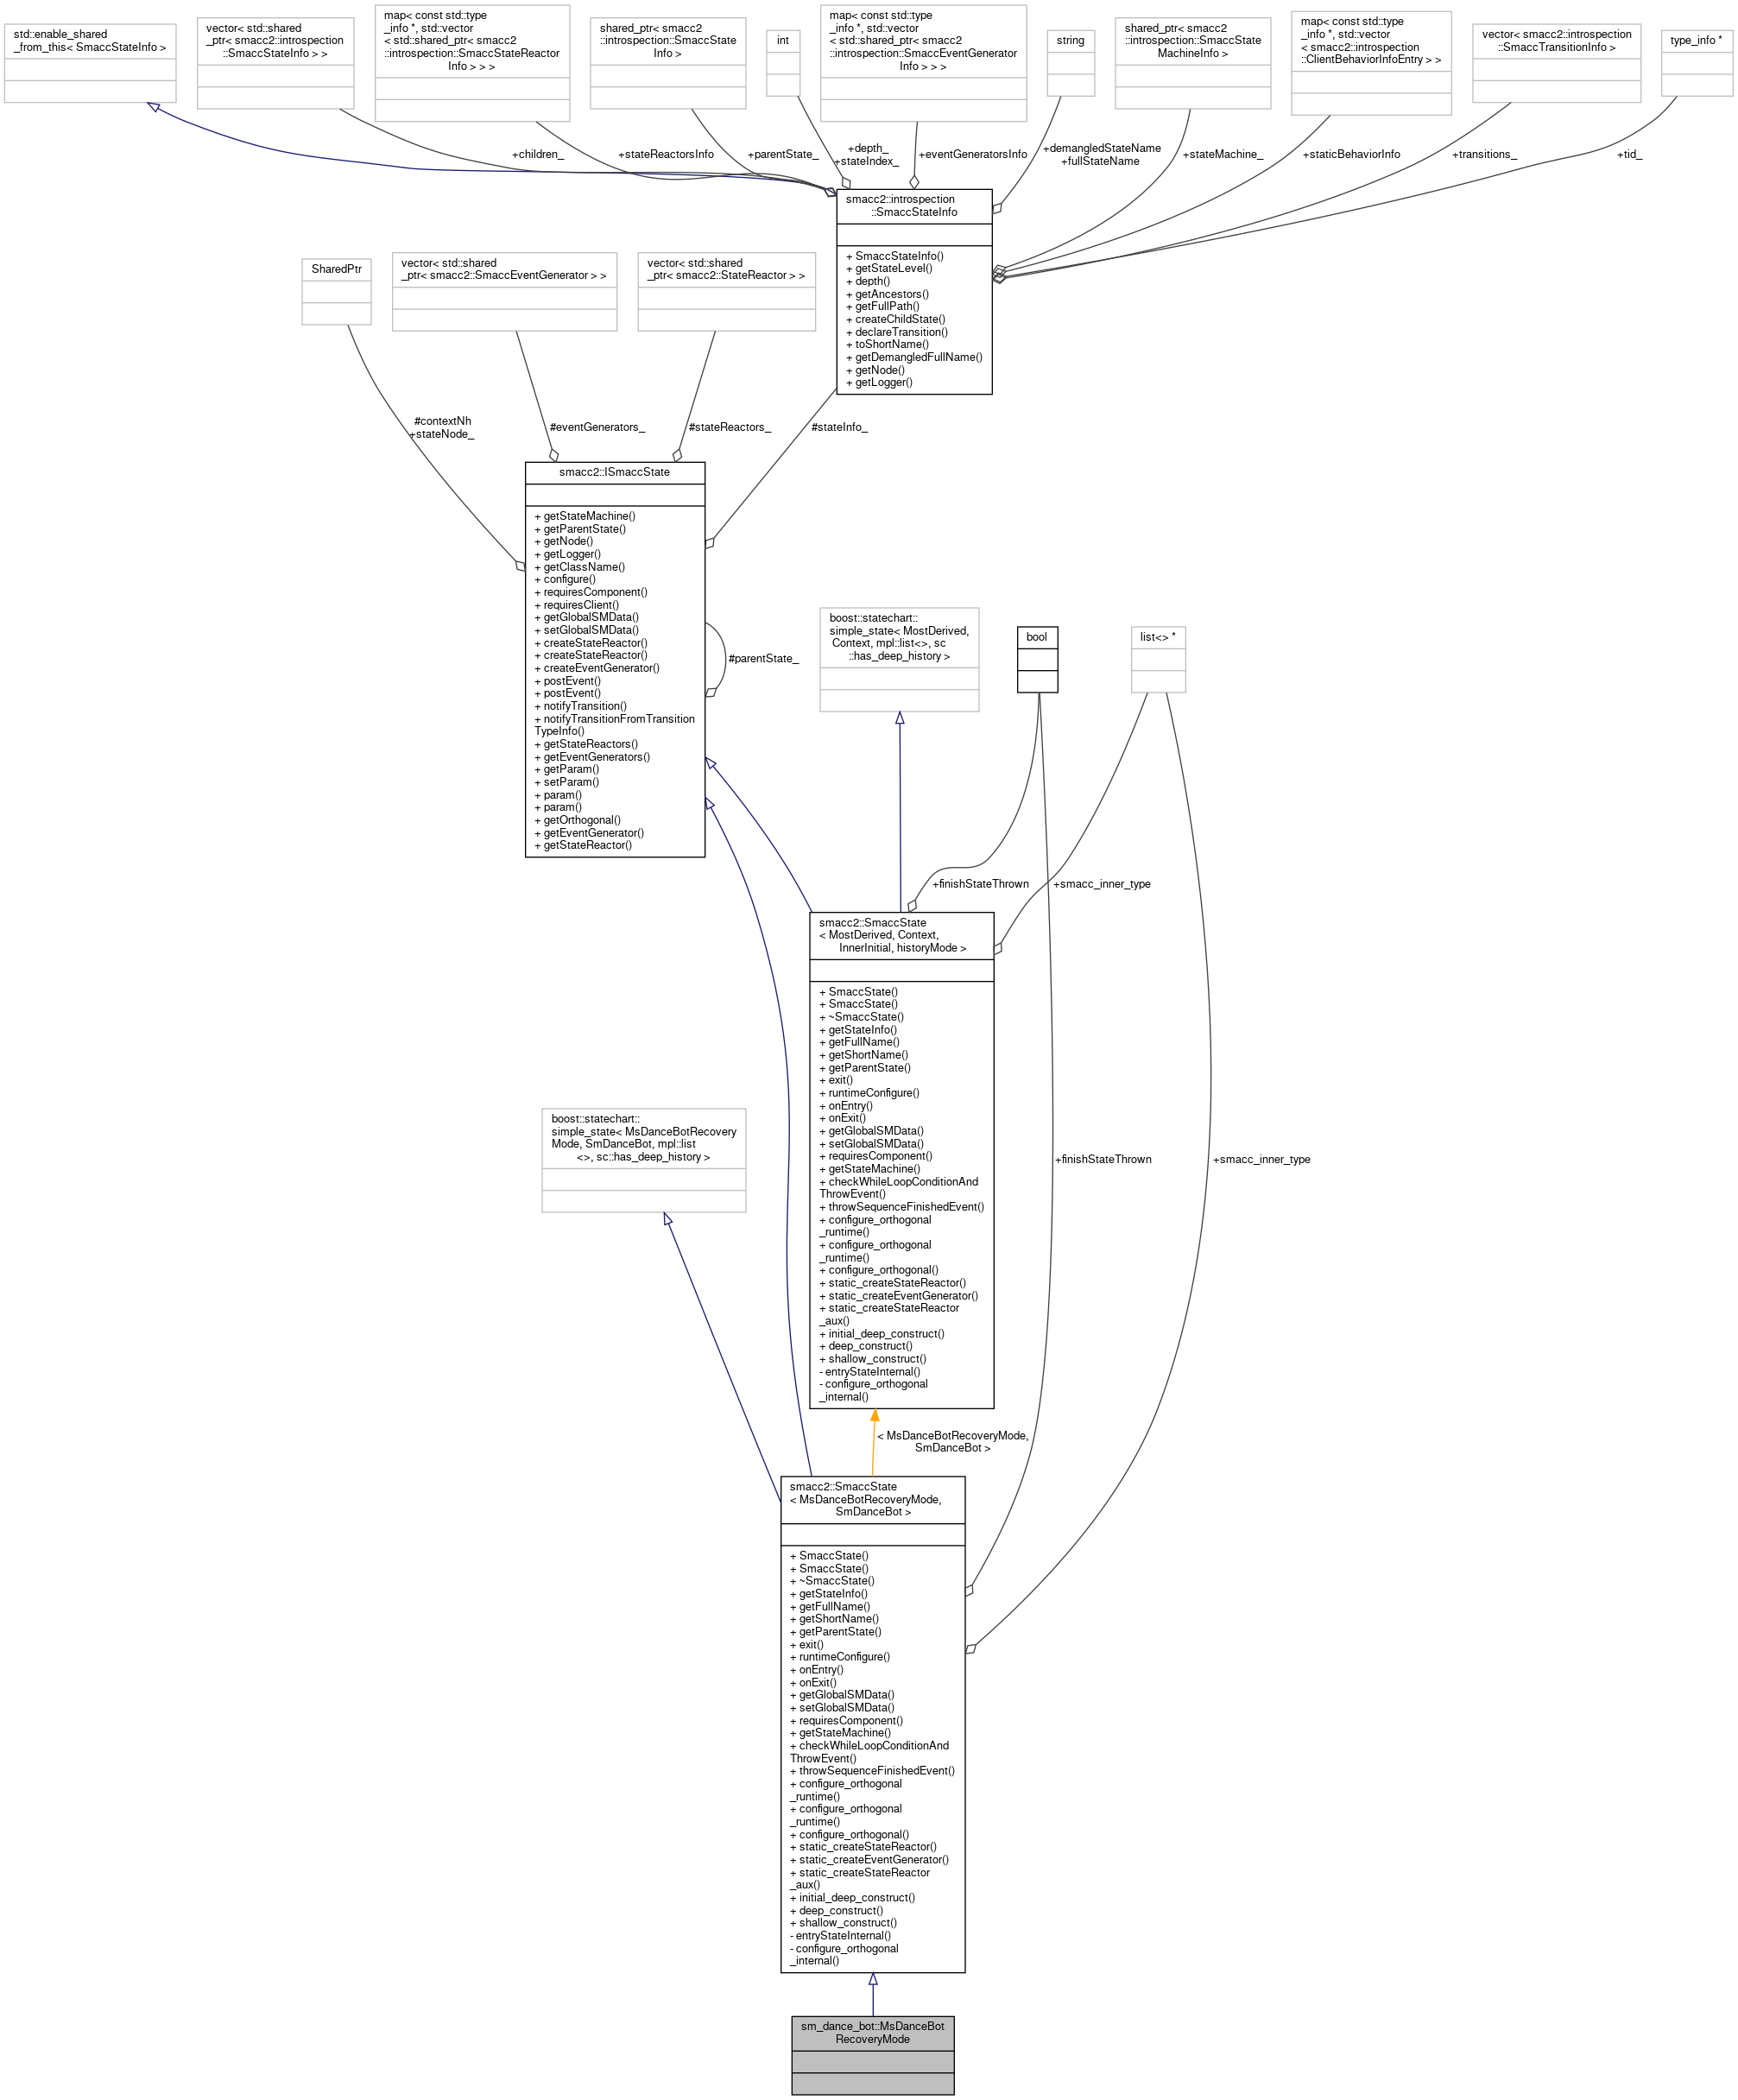 std::enable_shared
_from_this< SmaccStateInfo >
vector< std::shared
_ptr< smacc2::introspection
::SmaccStateInfo > >
map< const std::type
_info *, std::vector
< std::shared_ptr< smacc2
::introspection::SmaccStateReactor
Info > > >
shared_ptr< smacc2
::introspection::SmaccState
Info >
int
map< const std::type
_info *, std::vector
< std::shared_ptr< smacc2
::introspection::SmaccEventGenerator
Info > > >
string
shared_ptr< smacc2
::introspection::SmaccState
MachineInfo >
map< const std::type
_info *, std::vector
< smacc2::introspection
::ClientBehaviorInfoEntry > >
vector< smacc2::introspection
::SmaccTransitionInfo >
type_info *
+children_
+stateReactorsInfo
+parentState_
+depth_
+stateIndex_
+eventGeneratorsInfo
+demangledStateName
+fullStateName
+stateMachine_
+staticBehaviorInfo
+transitions_
+tid_
smacc2::introspection
::SmaccStateInfo
+ SmaccStateInfo()
+ getStateLevel()
+ depth()
+ getAncestors()
+ getFullPath()
+ createChildState()
+ declareTransition()
+ toShortName()
+ getDemangledFullName()
+ getNode()
+ getLogger()
SharedPtr
vector< std::shared
_ptr< smacc2::SmaccEventGenerator > >
vector< std::shared
_ptr< smacc2::StateReactor > >
#contextNh
+stateNode_
#eventGenerators_
#stateReactors_
#stateInfo_
smacc2::ISmaccState
+ getStateMachine()
+ getParentState()
+ getNode()
+ getLogger()
+ getClassName()
+ configure()
+ requiresComponent()
+ requiresClient()
+ getGlobalSMData()
+ setGlobalSMData()
+ createStateReactor()
+ createStateReactor()
+ createEventGenerator()
+ postEvent()
+ postEvent()
+ notifyTransition()
+ notifyTransitionFromTransition
TypeInfo()
+ getStateReactors()
+ getEventGenerators()
+ getParam()
+ setParam()
+ param()
+ param()
+ getOrthogonal()
+ getEventGenerator()
+ getStateReactor()
#parentState_
boost::statechart::
simple_state< MostDerived,
Context, mpl::list<>, sc
::has_deep_history >
bool
list<> *
+finishStateThrown
+smacc_inner_type
smacc2::SmaccState
< MostDerived, Context,
InnerInitial, historyMode >
+ SmaccState()
+ SmaccState()
+ ~SmaccState()
+ getStateInfo()
+ getFullName()
+ getShortName()
+ getParentState()
+ exit()
+ runtimeConfigure()
+ onEntry()
+ onExit()
+ getGlobalSMData()
+ setGlobalSMData()
+ requiresComponent()
+ getStateMachine()
+ checkWhileLoopConditionAnd
ThrowEvent()
+ throwSequenceFinishedEvent()
+ configure_orthogonal
_runtime()
+ configure_orthogonal
_runtime()
+ configure_orthogonal()
+ static_createStateReactor()
+ static_createEventGenerator()
+ static_createStateReactor
_aux()
+ initial_deep_construct()
+ deep_construct()
+ shallow_construct()
- entryStateInternal()
- configure_orthogonal
_internal()
boost::statechart::
simple_state< MsDanceBotRecovery
Mode, SmDanceBot, mpl::list
<>, sc::has_deep_history >
+finishStateThrown
+smacc_inner_type
< MsDanceBotRecoveryMode,
SmDanceBot >
smacc2::SmaccState
< MsDanceBotRecoveryMode,
SmDanceBot >
+ SmaccState()
+ SmaccState()
+ ~SmaccState()
+ getStateInfo()
+ getFullName()
+ getShortName()
+ getParentState()
+ exit()
+ runtimeConfigure()
+ onEntry()
+ onExit()
+ getGlobalSMData()
+ setGlobalSMData()
+ requiresComponent()
+ getStateMachine()
+ checkWhileLoopConditionAnd
ThrowEvent()
+ throwSequenceFinishedEvent()
+ configure_orthogonal
_runtime()
+ configure_orthogonal
_runtime()
+ configure_orthogonal()
+ static_createStateReactor()
+ static_createEventGenerator()
+ static_createStateReactor
_aux()
+ initial_deep_construct()
+ deep_construct()
+ shallow_construct()
- entryStateInternal()
- configure_orthogonal
_internal()
sm_dance_bot::MsDanceBot
RecoveryMode